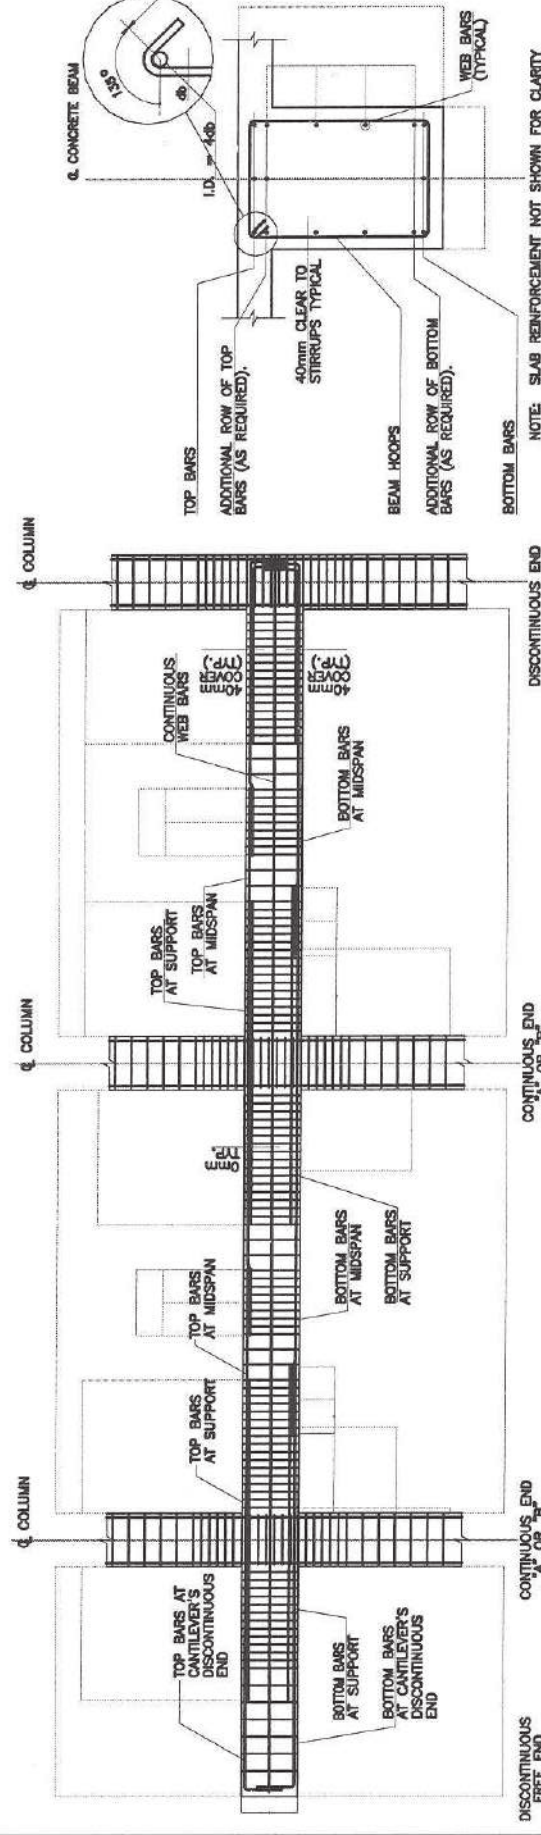 ℄ COLUMN
℄ COLUMN
℄ COLUMN
TOP BARS AT
CANTILEVER'S
DISCONTINUOUS
END
TOP BARS
AT SUPPORT
TOP BARS
AT MIDSPAN
0mm
TYP.
TOP BARS
AT SUPPORT
TOP BARS
AT MIDSPAN
CONTINUOUS
WEB BARS
40mm
COVER
(TYP.)
40mm
COVER
(TYP.)
BOTTOM BARS
AT SUPPORT
BOTTOM BARS
AT CANTILEVER'S
DISCONTINUOUS
END
BOTTOM BARS
AT MIDSPAN
BOTTOM BARS
AT SUPPORT
BOTTOM BARS
AT MIDSPAN
DISCONTINUOUS
FREE END
CONTINUOUS END
"A" OR "B"
CONTINUOUS END
"A" OR "B"
DISCONTINUOUS END
℄ CONCRETE BEAM
135°
db
I.D. = 4db
TOP BARS
ADDITIONAL ROW OF TOP
BARS (AS REQUIRED).
40mm CLEAR TO
STIRRUPS TYPICAL
BEAM HOOPS
ADDITIONAL ROW OF BOTTOM
BARS (AS REQUIRED).
BOTTOM BARS
WEB BARS
(TYPICAL)
NOTE: SLAB REINFORCEMENT NOT SHOWN FOR CLARITY